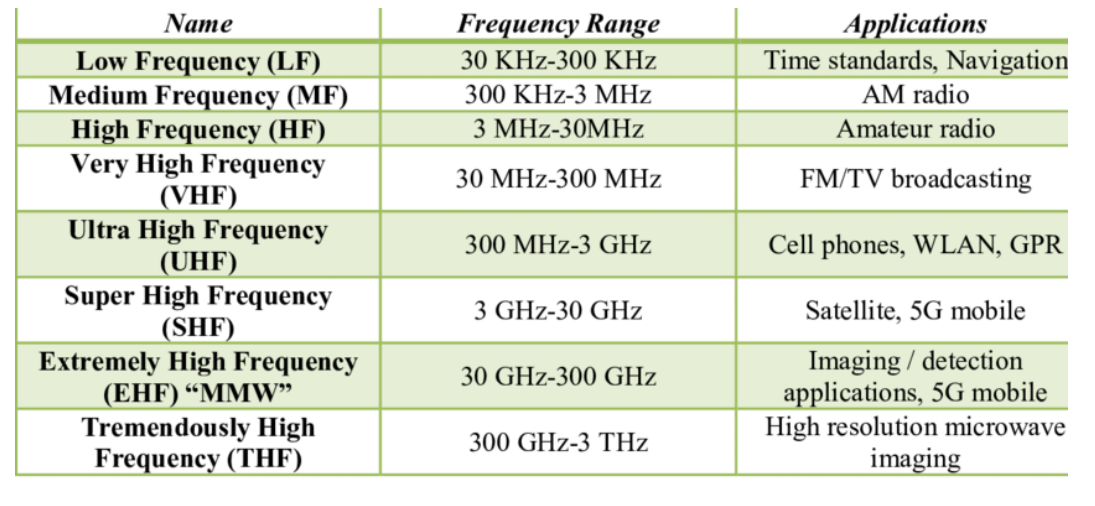 Name Frequency Range Applications
Low Frequency (LF) 30 KHz-300 KHz Time standards, Navigation
Medium Frequency (MF) 300 KHz-3 MHz AM radio
High Frequency (HF) 3 MHz-30MHz Amateur radio
Very High Frequency
(VHF) 30 MHz-300 MHz FM/TV broadcasting
Ultra High Frequency
(UHF) 300 MHz-3 GHz Cell phones, WLAN, GPR
Super High Frequency
(SHF) 3 GHz-30 GHz Satellite, 5G mobile
Extremely High Frequency
(EHF) “MMW” 30 GHz-300 GHz Imaging / detection
applications, 5G mobile
Tremendously High
Frequency (THF) 300 GHz-3 THz High resolution microwave
imaging